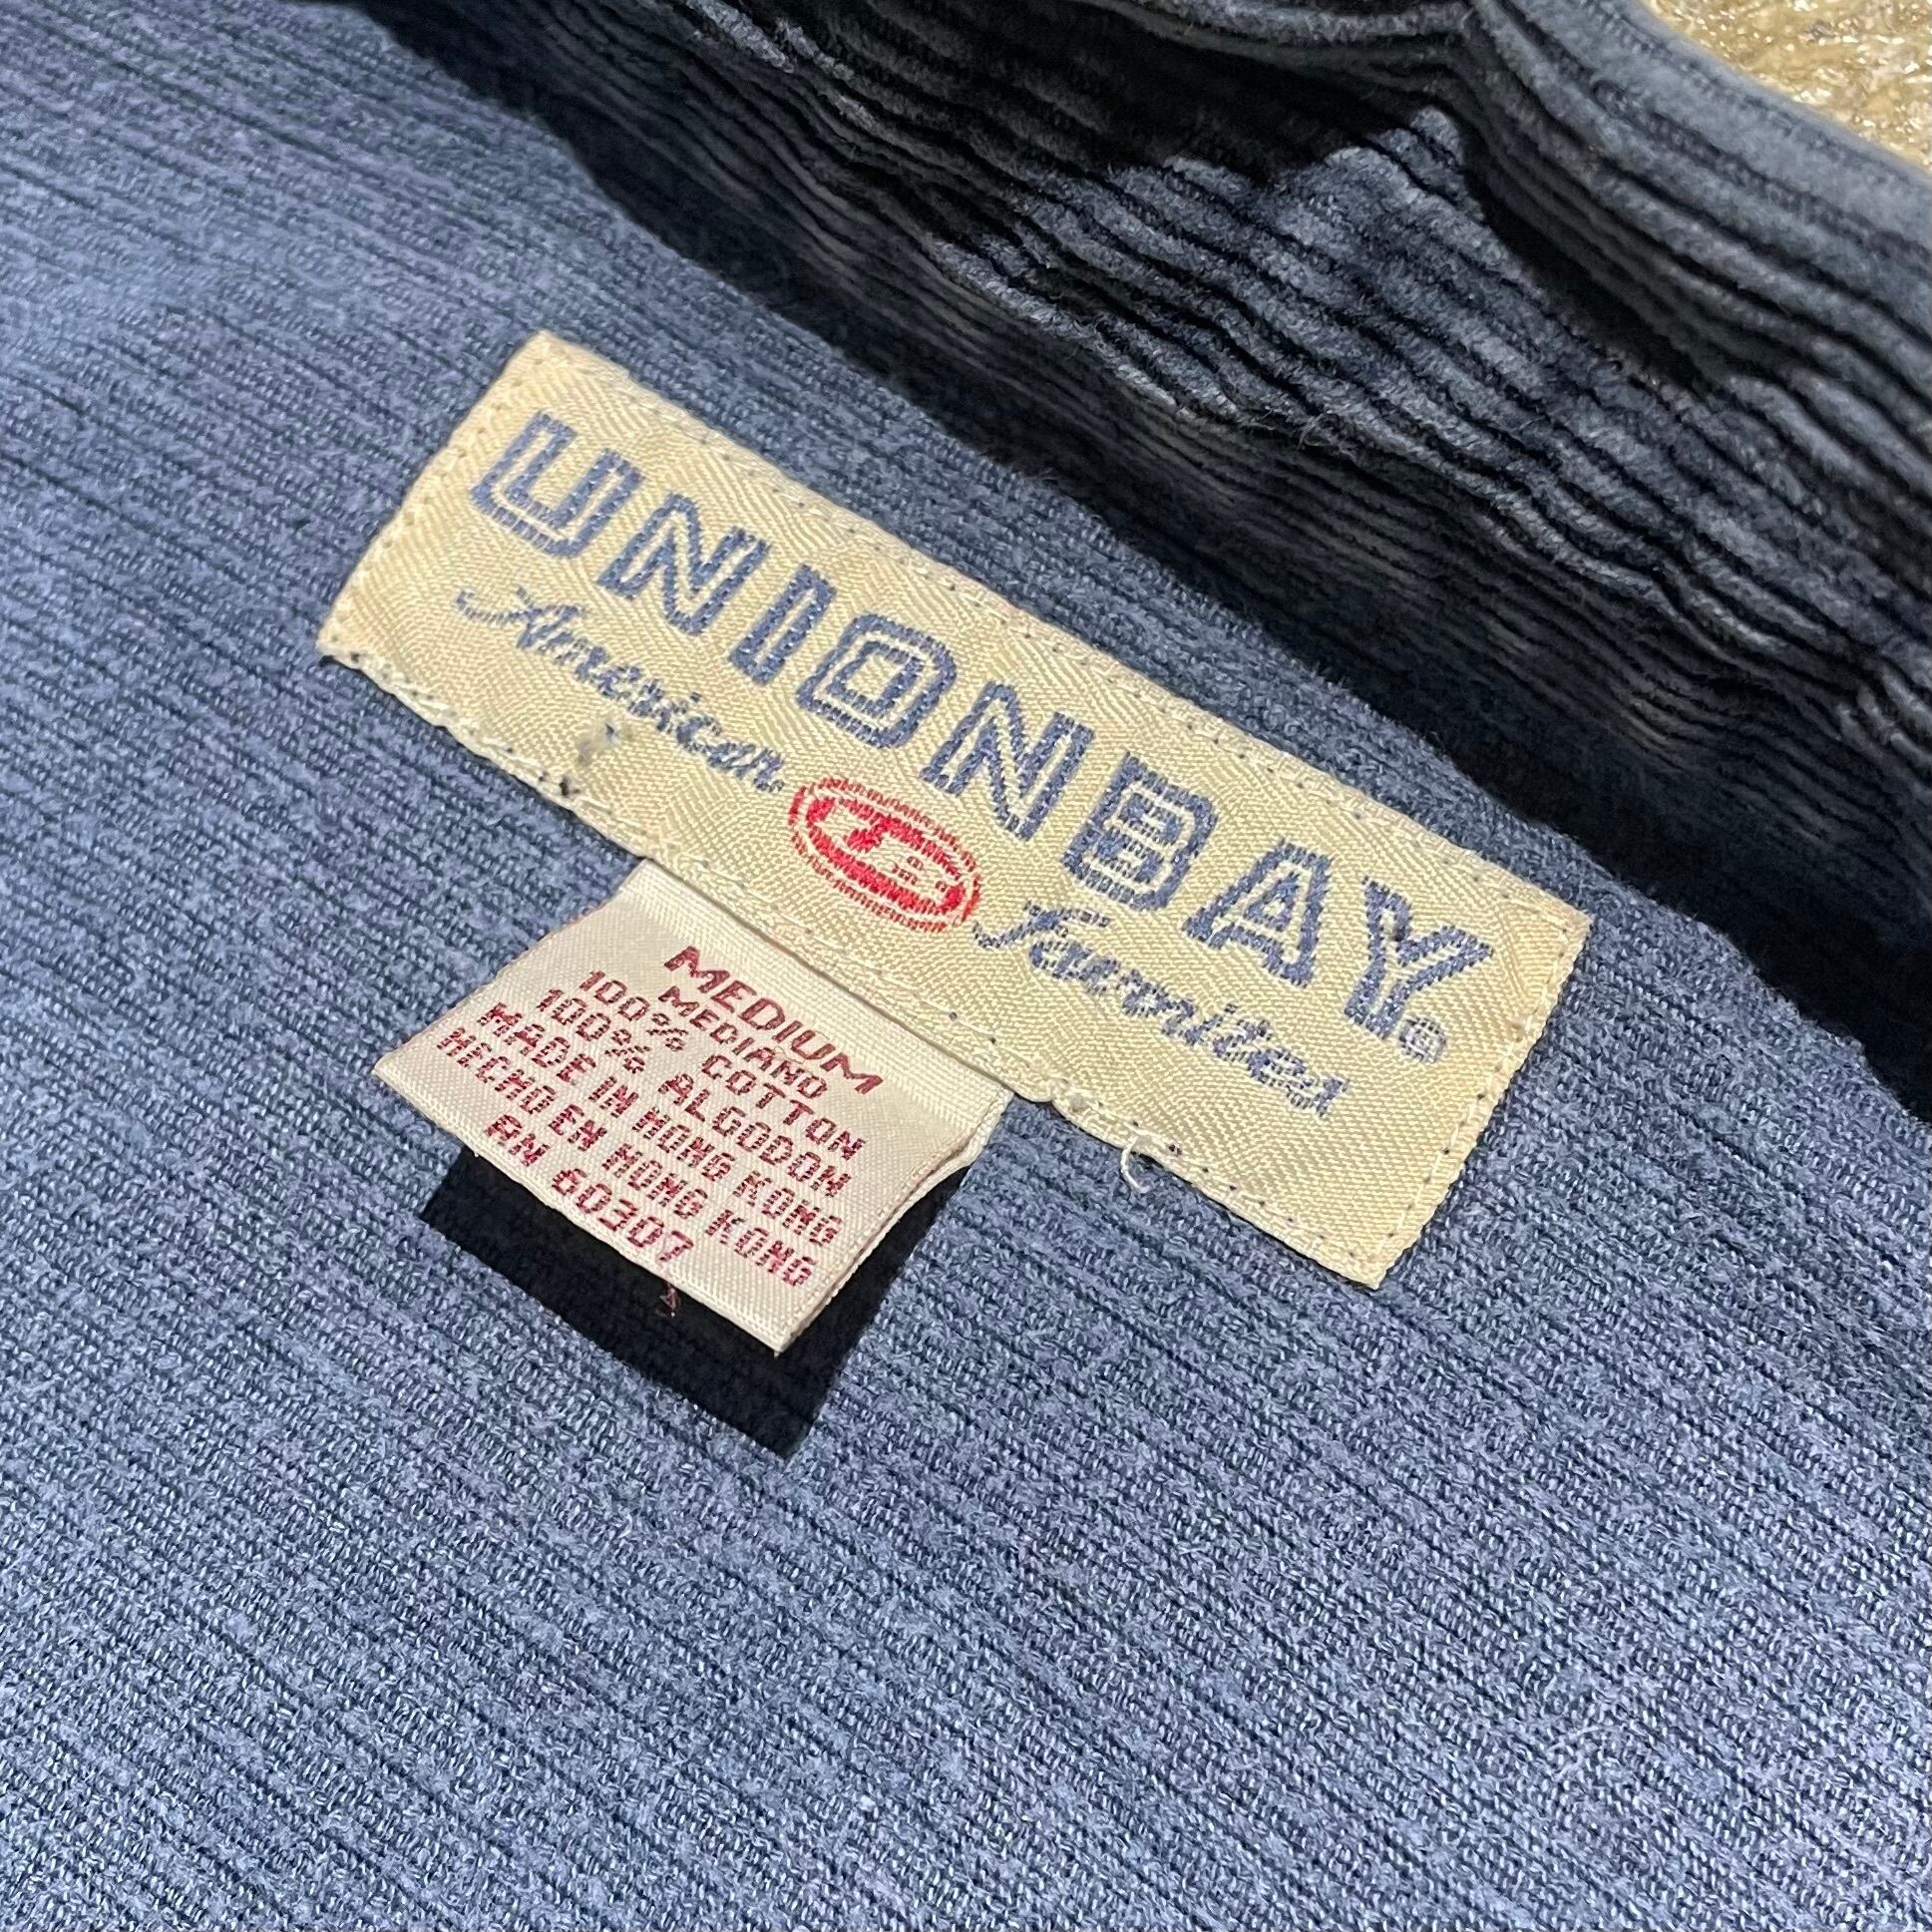 UNIONBAY®
American Favorites
MEDIUM
MEDIANO
100% COTTON
100% ALGODON
MADE IN HONG KONG
HECHO EN HONG KONG
RN 60307